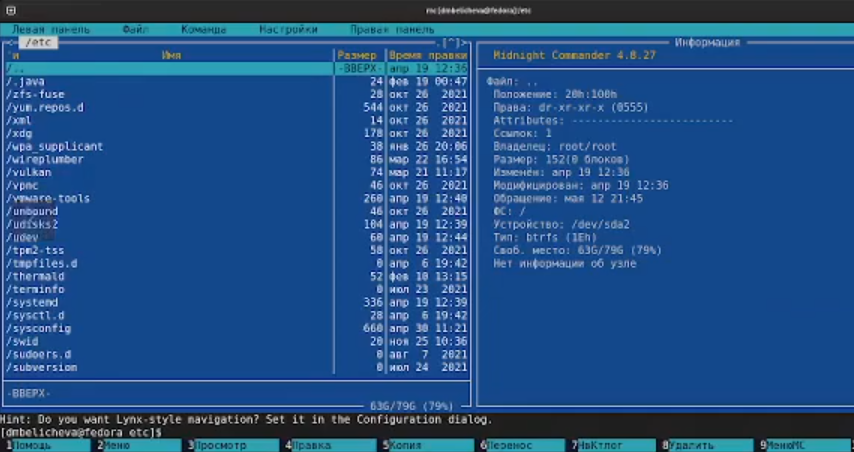 mc [dmbelicheva@fedora]:/etc
Левая панель Файл Команда Настройки Правая панель
<— /etc .[^]>
'и Имя Размер Время правки
/.. -ВВЕРХ- апр 19 12:36
/.java 24 фев 19 00:47
/zfs-fuse 28 окт 26 2021
/yum.repos.d 544 окт 26 2021
/xml 14 окт 26 2021
/xdg 178 окт 26 2021
/wpa_supplicant 38 янв 26 20:06
/wireplumber 86 мар 22 16:54
/vulkan 74 мар 21 11:17
/vpnc 46 окт 26 2021
/vmware-tools 260 апр 19 12:40
/unbound 46 окт 26 2021
/udisks2 104 апр 19 12:39
/udev 60 апр 19 12:44
/tpm2-tss 58 окт 26 2021
/tmpfiles.d 0 апр 6 19:42
/thermald 52 фев 10 13:15
/terminfo 0 июл 23 2021
/systemd 336 апр 19 12:39
/sysctl.d 28 апр 6 19:42
/sysconfig 660 апр 30 11:21
/swid 20 ноя 25 10:36
/sudoers.d 0 авг 7 2021
/subversion 0 июл 24 2021
-ВВЕРХ-
63G/79G (79%)
Информация
Midnight Commander 4.8.27
Файл: ..
Положение: 20h:100h
Права: dr-xr-xr-x (0555)
Attributes: -------------------------
Ссылок: 1
Владелец: root/root
Размер: 152(0 блоков)
Изменён: апр 19 12:36
Модифицирован: апр 19 12:36
Обращение: мая 12 21:45
ФС: /
Устройство: /dev/sda2
Тип: btrfs (1Eh)
Своб. место: 63G/79G (79%)
Нет информации об узле
Hint: Do you want Lynx-style navigation? Set it in the Configuration dialog.
[dmbelicheva@fedora etc]$
1Помощь 2Меню 3Просмотр 4Правка 5Копия 6Перенос 7НвКтлог 8Удалить 9МенюМС